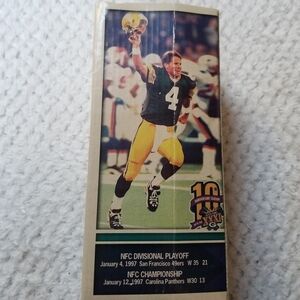 4
10
XXXI
NFC DIVISIONAL PLAYOFF
January 4, 1997 San Francisco 49ers W 35 21
NFC CHAMPIONSHIP
January 12, 1997 Carolina Panthers W30 13